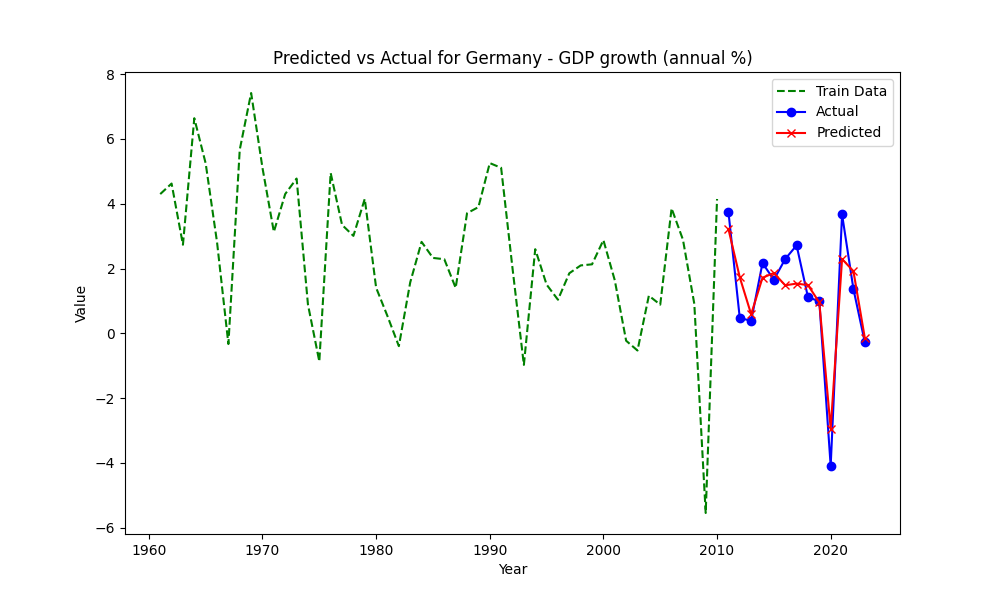 Predicted vs Actual for Germany - GDP growth (annual %)
Train Data
Actual
Predicted
Value
8
6
4
2
0
−2
−4
−6
1960 1970 1980 1990 2000 2010 2020
Year